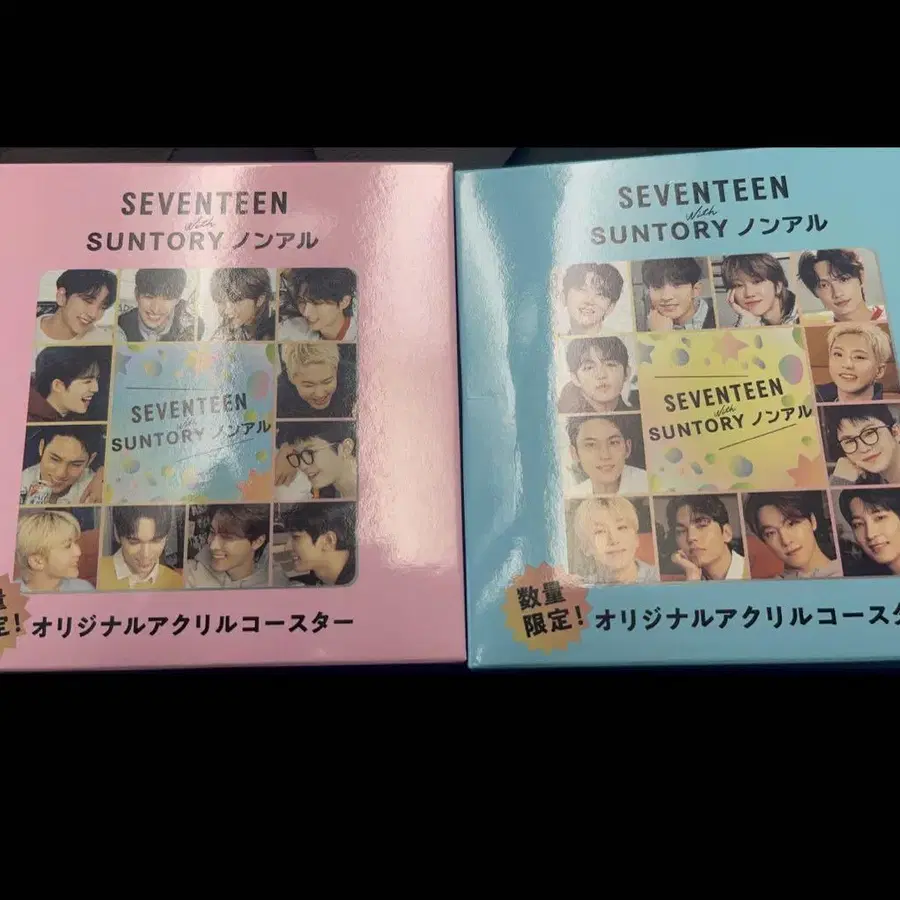 SEVENTEEN
With
SUNTORY ノンアル
SEVENTEEN
With
SUNTORY ノンアル
オリジナルアクリルコースター
SEVENTEEN
With
SUNTORY ノンアル
SEVENTEEN
With
SUNTORY ノンアル
数量
限定!
オリジナルアクリルコースタ